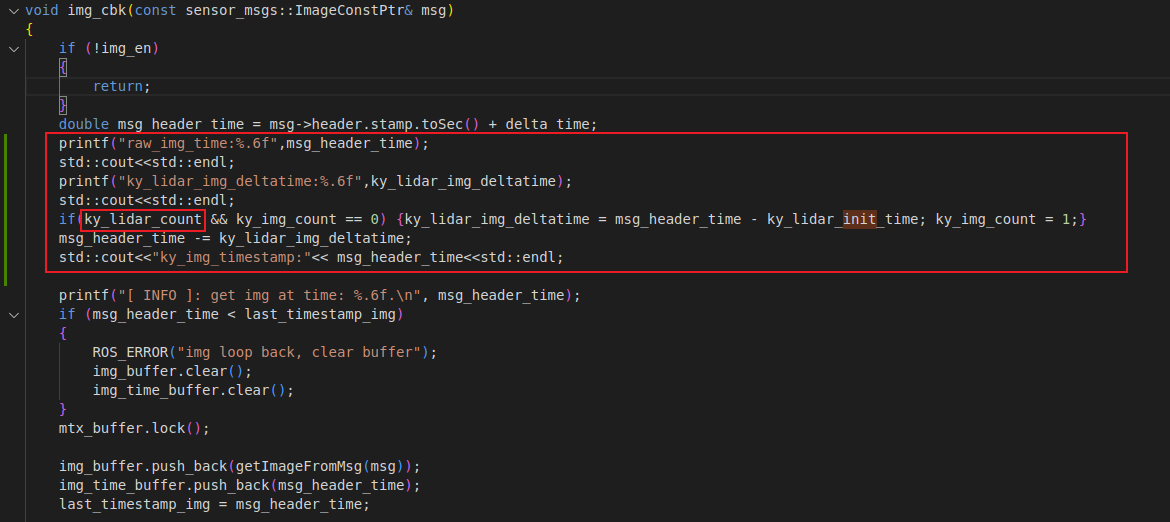 void img_cbk(const sensor_msgs::ImageConstPtr& msg)
{
    if (!img_en)
    {
        return;
    }
    double msg_header_time = msg->header.stamp.toSec() + delta_time;
    printf("raw_img_time:%.6f",msg_header_time);
    std::cout<<std::endl;
    printf("ky_lidar_img_deltatime:%.6f",ky_lidar_img_deltatime);
    std::cout<<std::endl;
    if(ky_lidar_count && ky_img_count == 0) {ky_lidar_img_deltatime = msg_header_time - ky_lidar_init_time; ky_img_count = 1;}
    msg_header_time -= ky_lidar_img_deltatime;
    std::cout<<"ky_img_timestamp:"<< msg_header_time<<std::endl;

    printf("[ INFO ]: get img at time: %.6f.\n", msg_header_time);
    if (msg_header_time < last_timestamp_img)
    {
        ROS_ERROR("img loop back, clear buffer");
        img_buffer.clear();
        img_time_buffer.clear();
    }
    mtx_buffer.lock();

    img_buffer.push_back(getImageFromMsg(msg));
    img_time_buffer.push_back(msg_header_time);
    last_timestamp_img = msg_header_time;